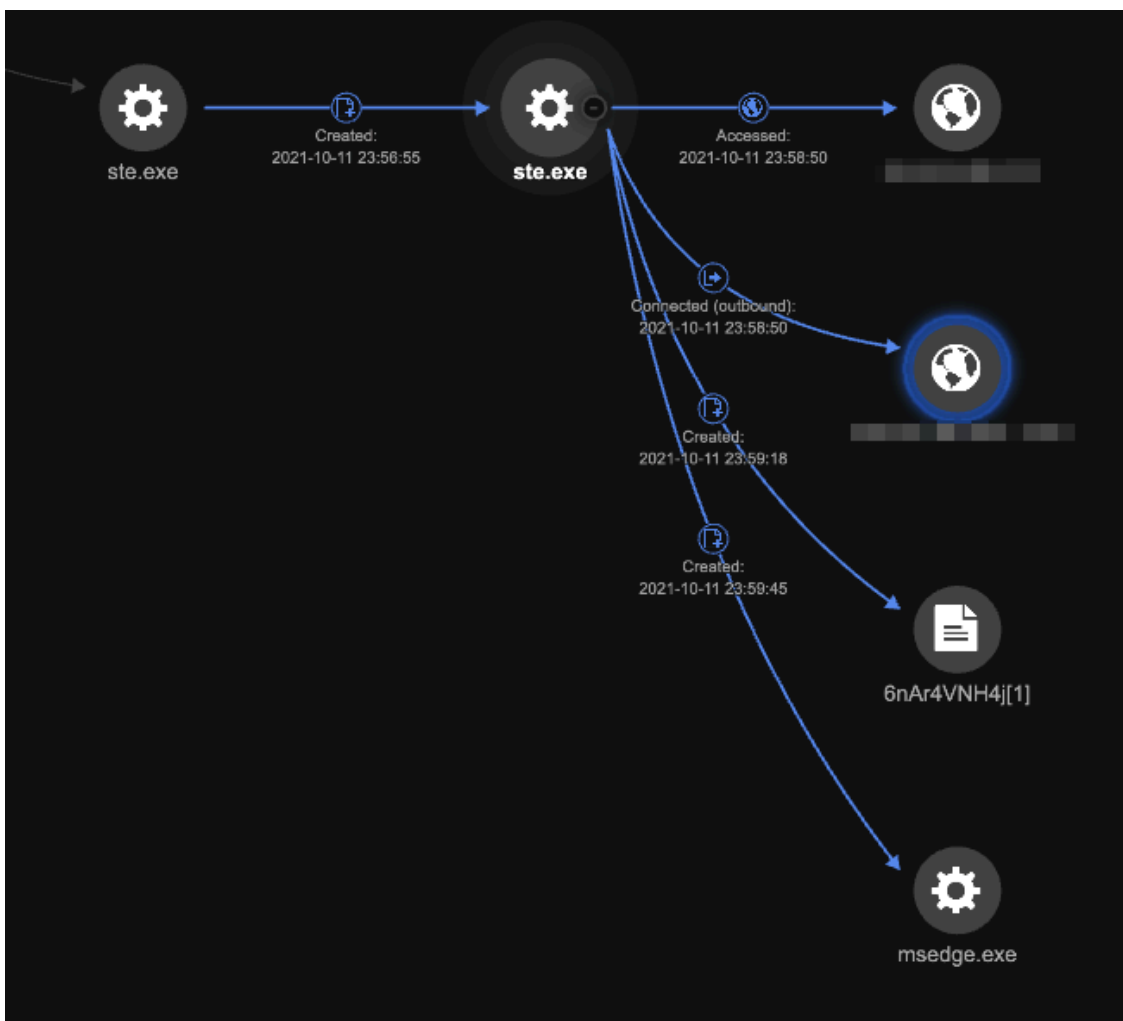 ste.exe
Created:
2021-10-11 23:56:55
ste.exe
Accessed:
2021-10-11 23:58:50
Connected (outbound):
2021-10-11 23:58:50
Created:
2021-10-11 23:59:18
6nAr4VNH4j[1]
Created:
2021-10-11 23:59:45
msedge.exe